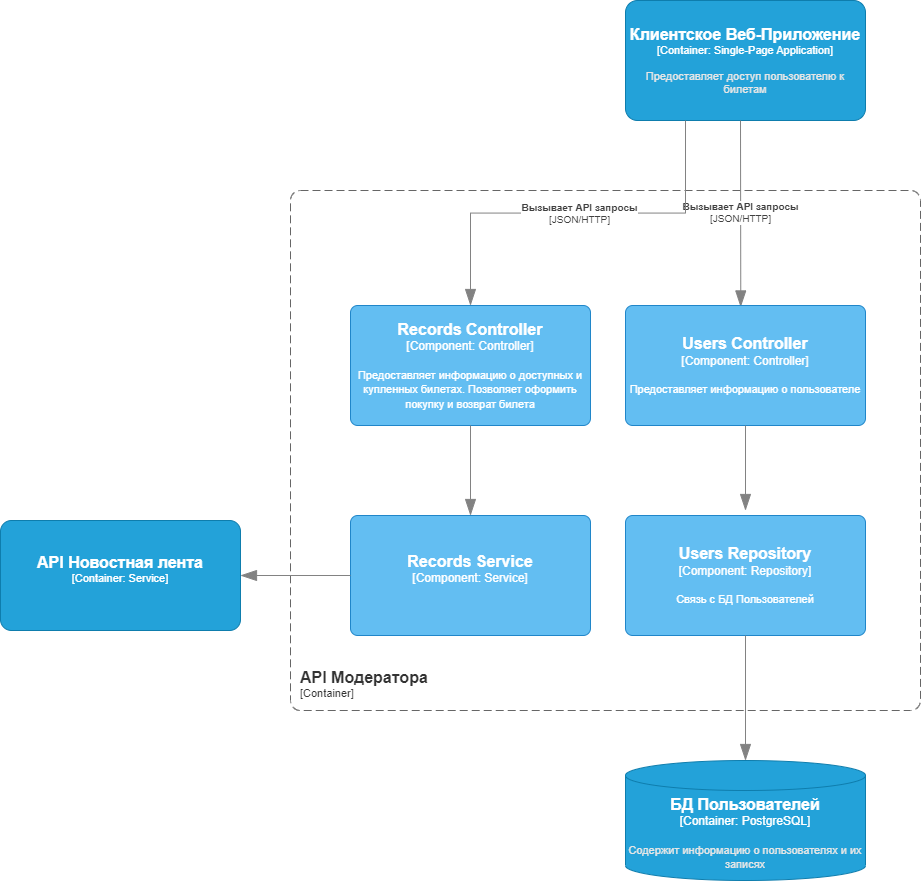 Клиентское Веб-Приложение
[Container: Single-Page Application]
Предоставляет доступ пользователю к
билетам
Вызывает API запросы
[JSON/HTTP]
Вызывает API запросы
[JSON/HTTP]
Records Controller
[Component: Controller]
Предоставляет информацию о доступных и
купленных билетах. Позволяет оформить
покупку и возврат билета
Users Controller
[Component: Controller]
Предоставляет информацию о пользователе
API Новостная лента
[Container: Service]
Records Service
[Component: Service]
Users Repository
[Component: Repository]
Связь с БД Пользователей
API Модератора
[Container]
БД Пользователей
[Container: PostgreSQL]
Содержит информацию о пользователях и их
записях